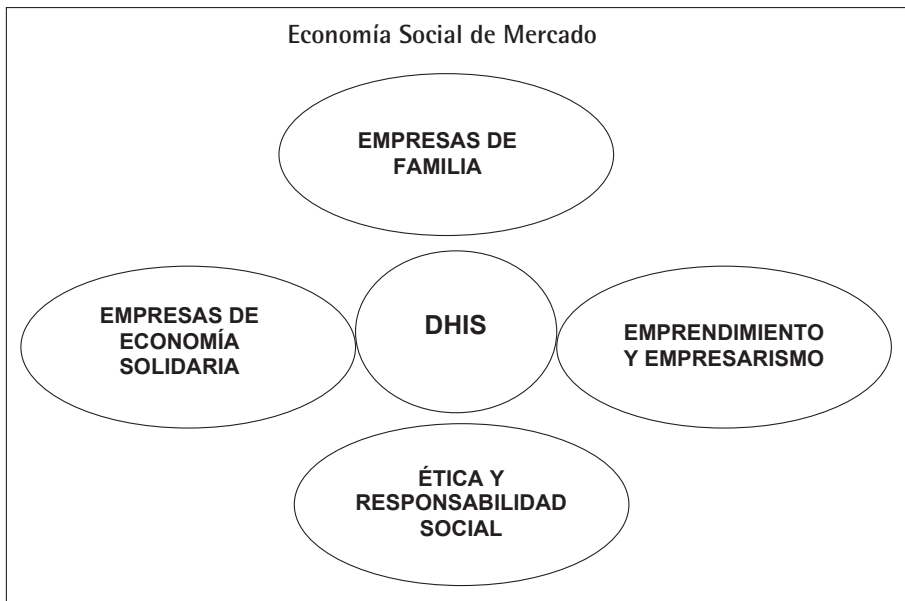 Economía Social de Mercado
EMPRESAS DE
FAMILIA
EMPRESAS DE
ECONOMÍA
SOLIDARIA
DHIS
EMPRENDIMIENTO
Y EMPRESARISMO
ÉTICA Y
RESPONSABILIDAD
SOCIAL